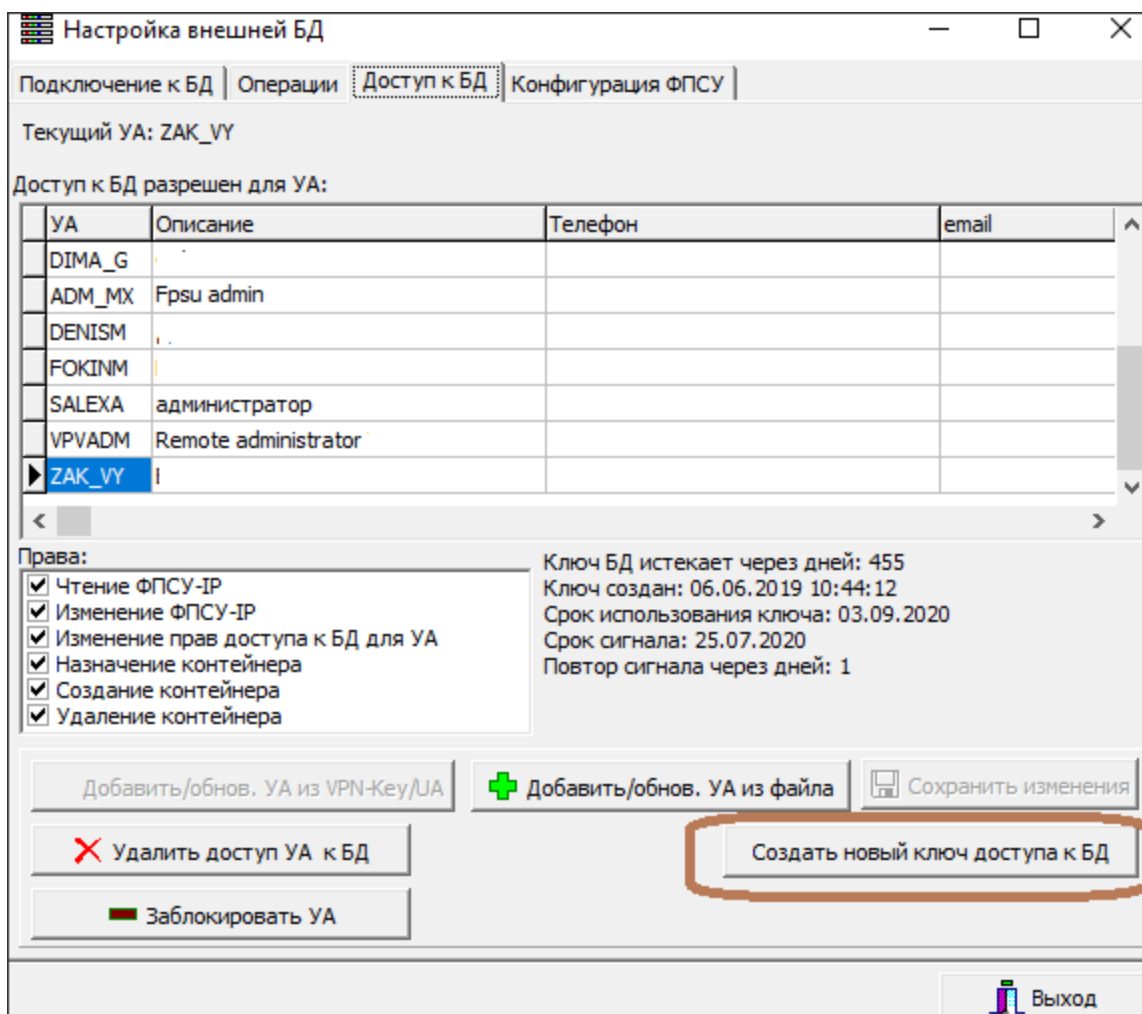 Настройка внешней БД
Подключение к БД Операции Доступ к БД Конфигурация ФПСУ
Текущий УА: ZAK_VY
Доступ к БД разрешен для УА:
УА Описание Телефон email
DIMA_G
ADM_MX Fpsu admin
DENISM
FOKINM
SALEXA администратор
VPVADM Remote administrator
ZAK_VY
Права:
Чтение ФПСУ-IP
Изменение ФПСУ-IP
Изменение прав доступа к БД для УА
Назначение контейнера
Создание контейнера
Удаление контейнера
Ключ БД истекает через дней: 455
Ключ создан: 06.06.2019 10:44:12
Срок использования ключа: 03.09.2020
Срок сигнала: 25.07.2020
Повтор сигнала через дней: 1
Добавить/обнов. УА из VPN-Key/UA Добавить/обнов. УА из файла Сохранить изменения
Удалить доступ УА к БД Создать новый ключ доступа к БД
Заблокировать УА
Выход